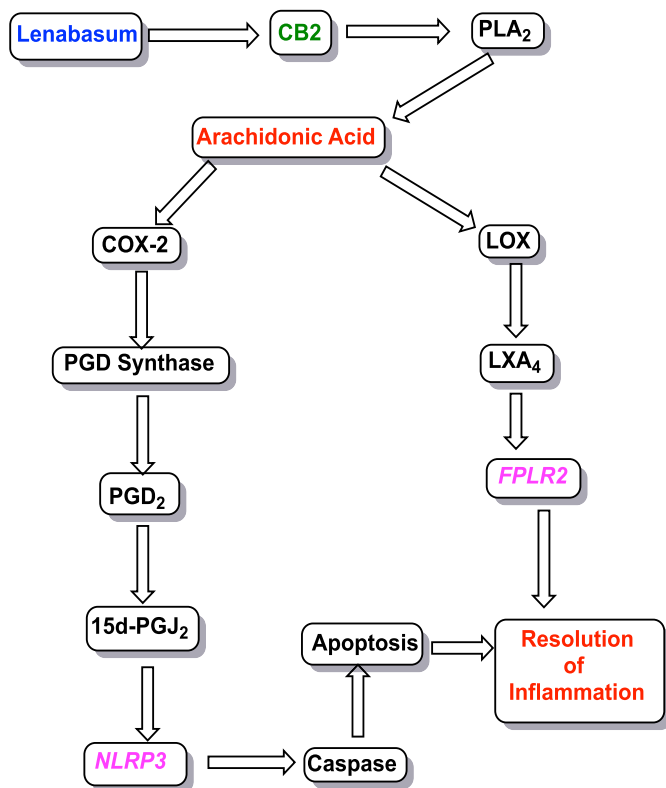 Lenabasum
CB2
PLA₂
Arachidonic Acid
COX-2
LOX
PGD Synthase
LXA₄
PGD₂
FPLR2
15d-PGJ₂
Apoptosis
Resolution
of
Inflammation
NLRP3
Caspase